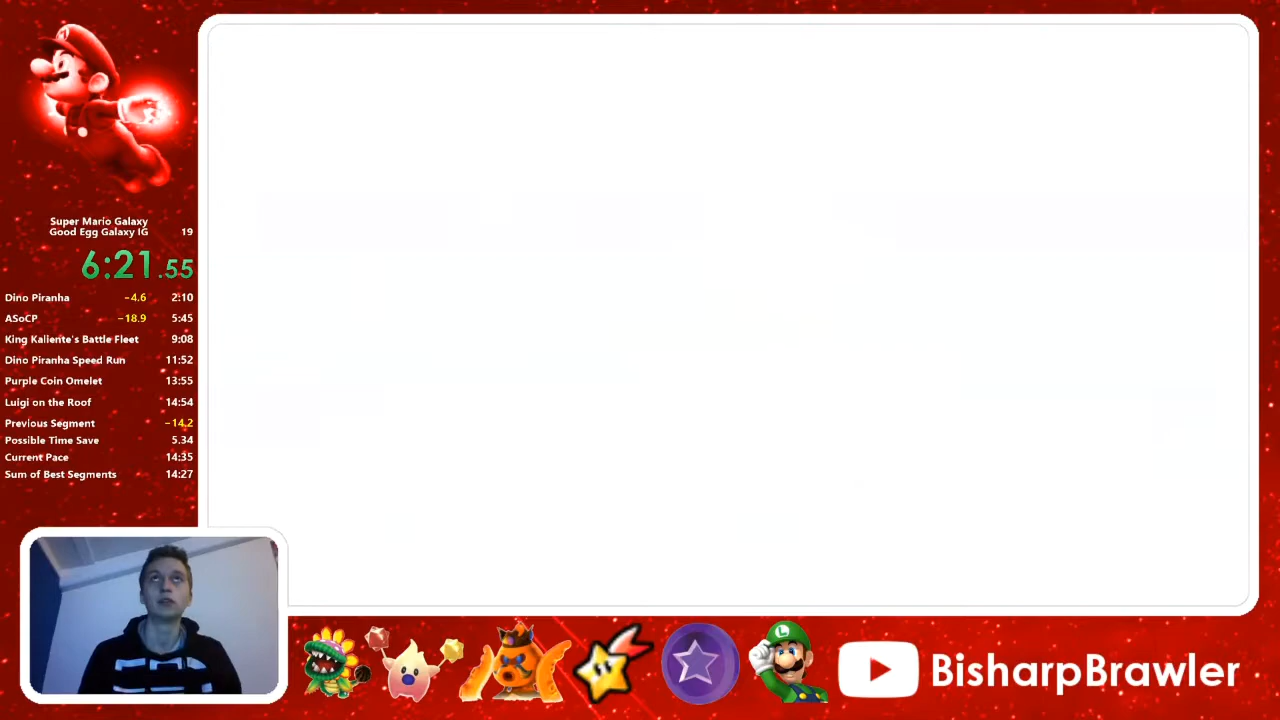 Super Mario Galaxy
Good Egg Galaxy IG 19
6:21.55
Dino Piranha -4.6 2:10
ASoCP -18.9 5:45
King Kaliente's Battle Fleet 9:08
Dino Piranha Speed Run 11:52
Purple Coin Omelet 13:55
Luigi on the Roof 14:54
Previous Segment -14.2
Possible Time Save 5.34
Current Pace 14:35
Sum of Best Segments 14:27
L
BisharpBrawler